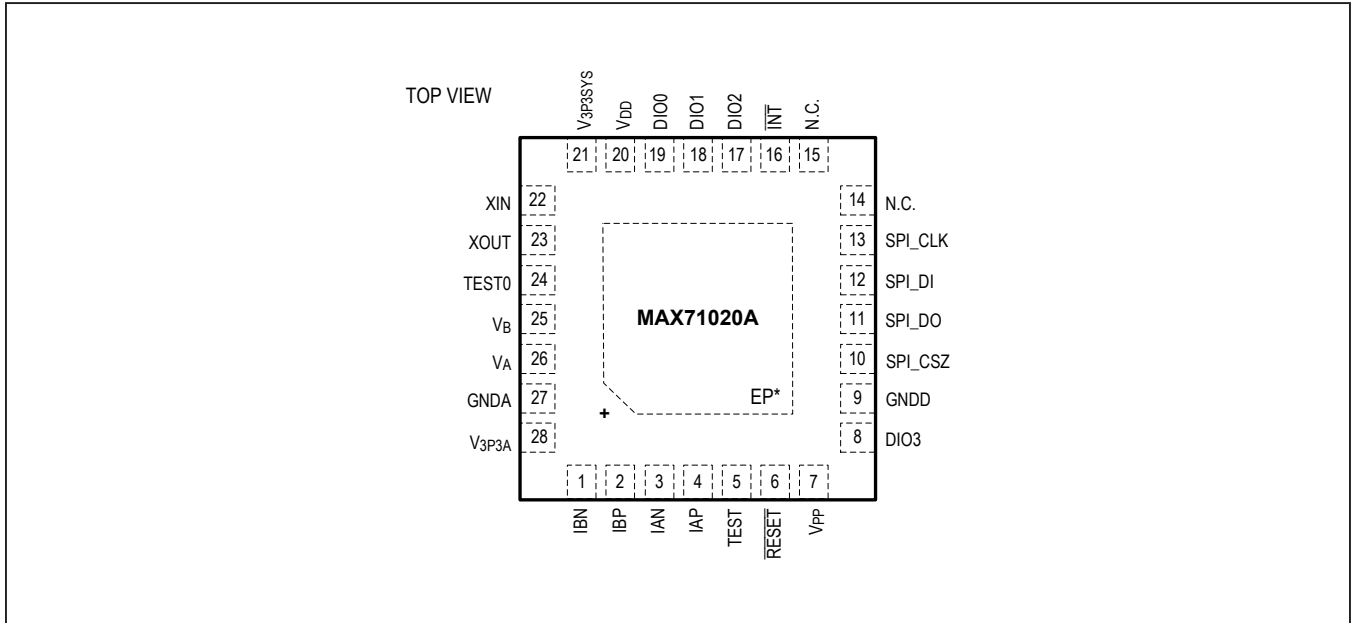 TOP VIEW
V3P3SYS
VDD
DIO0
DIO1
DIO2
INT
N.C.
21 20 19 18 17 16 15
XIN 22
XOUT 23
TEST0 24
VB 25
VA 26
GNDA 27
V3P3A 28
14 N.C.
13 SPI_CLK
12 SPI_DI
11 SPI_DO
10 SPI_CSZ
9 GNDD
8 DIO3
MAX71020A
EP*
+
1 2 3 4 5 6 7
IBN
IBP
IAN
IAP
TEST
RESET
VPP